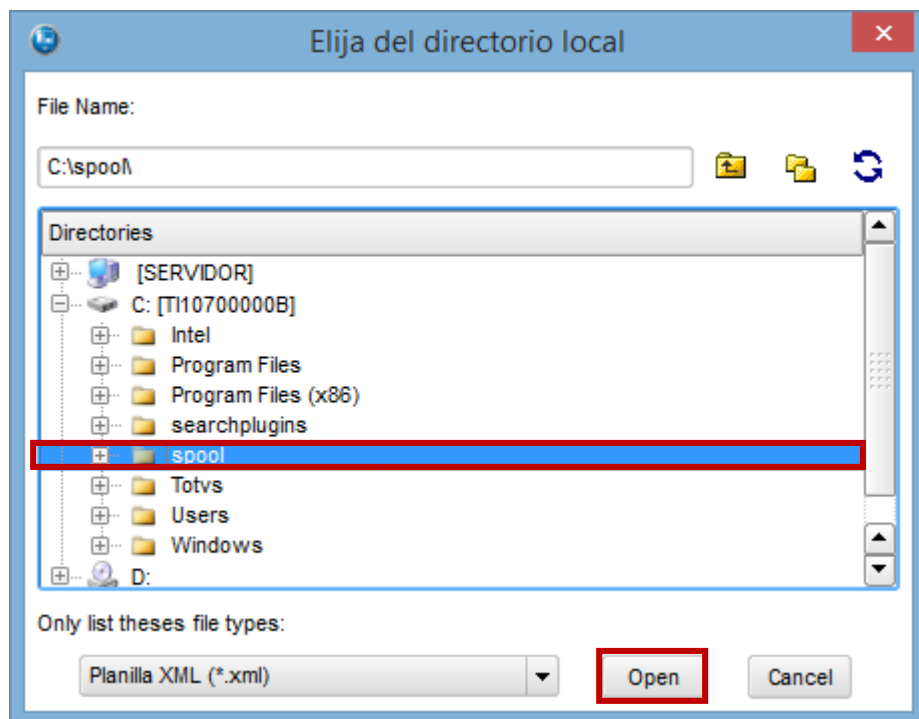 Elija del directorio local
File Name:
C:\spool\
Directories
[SERVIDOR]
C: [TI10700000B]
Intel
Program Files
Program Files (x86)
searchplugins
spool
Totvs
Users
Windows
D:
Only list theses file types:
Planilla XML (*.xml)
Open
Cancel